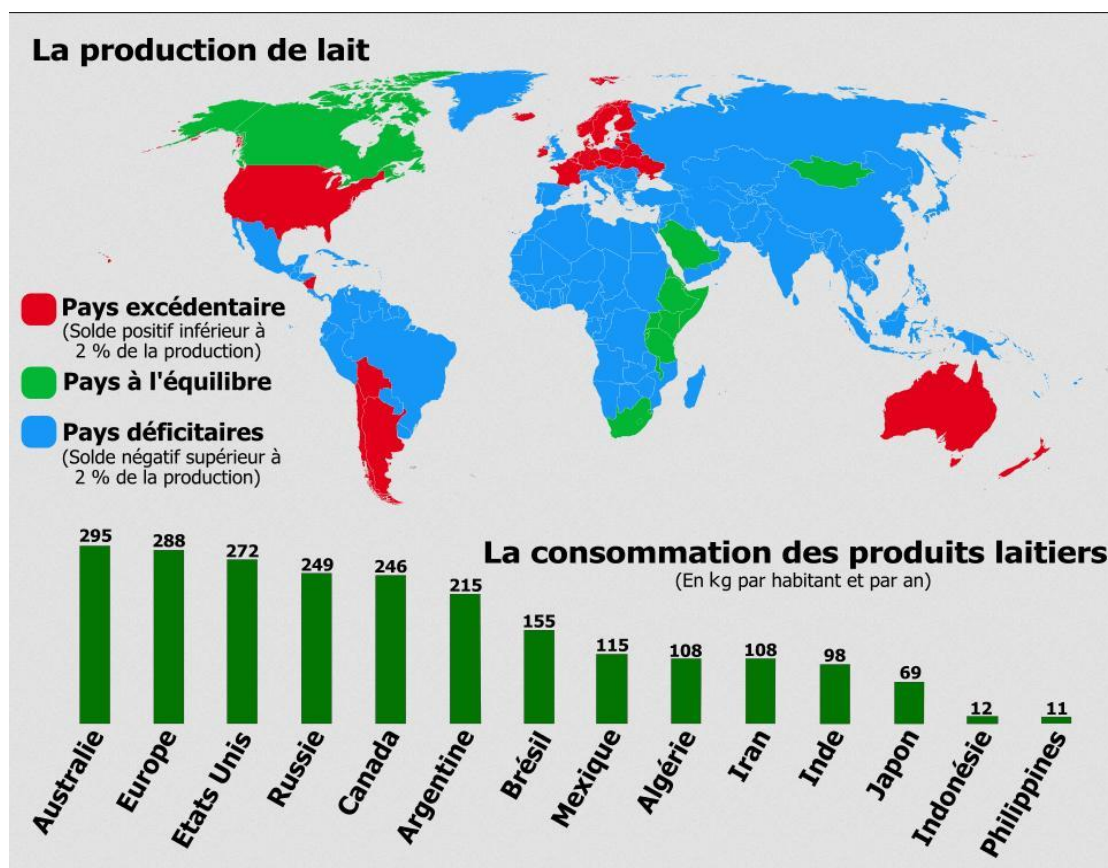 La production de lait
Pays excédentaire
(Solde positif inférieur à
2 % de la production)
Pays à l'équilibre
Pays déficitaires
(Solde négatif supérieur à
2 % de la production)
La consommation des produits laitiers
(En kg par habitant et par an)
295
288
272
249
246
215
155
115
108
108
98
69
12
11
Australie
Europe
Etats Unis
Russie
Canada
Argentine
Brésil
Mexique
Algérie
Iran
Inde
Japon
Indonésie
Philippines